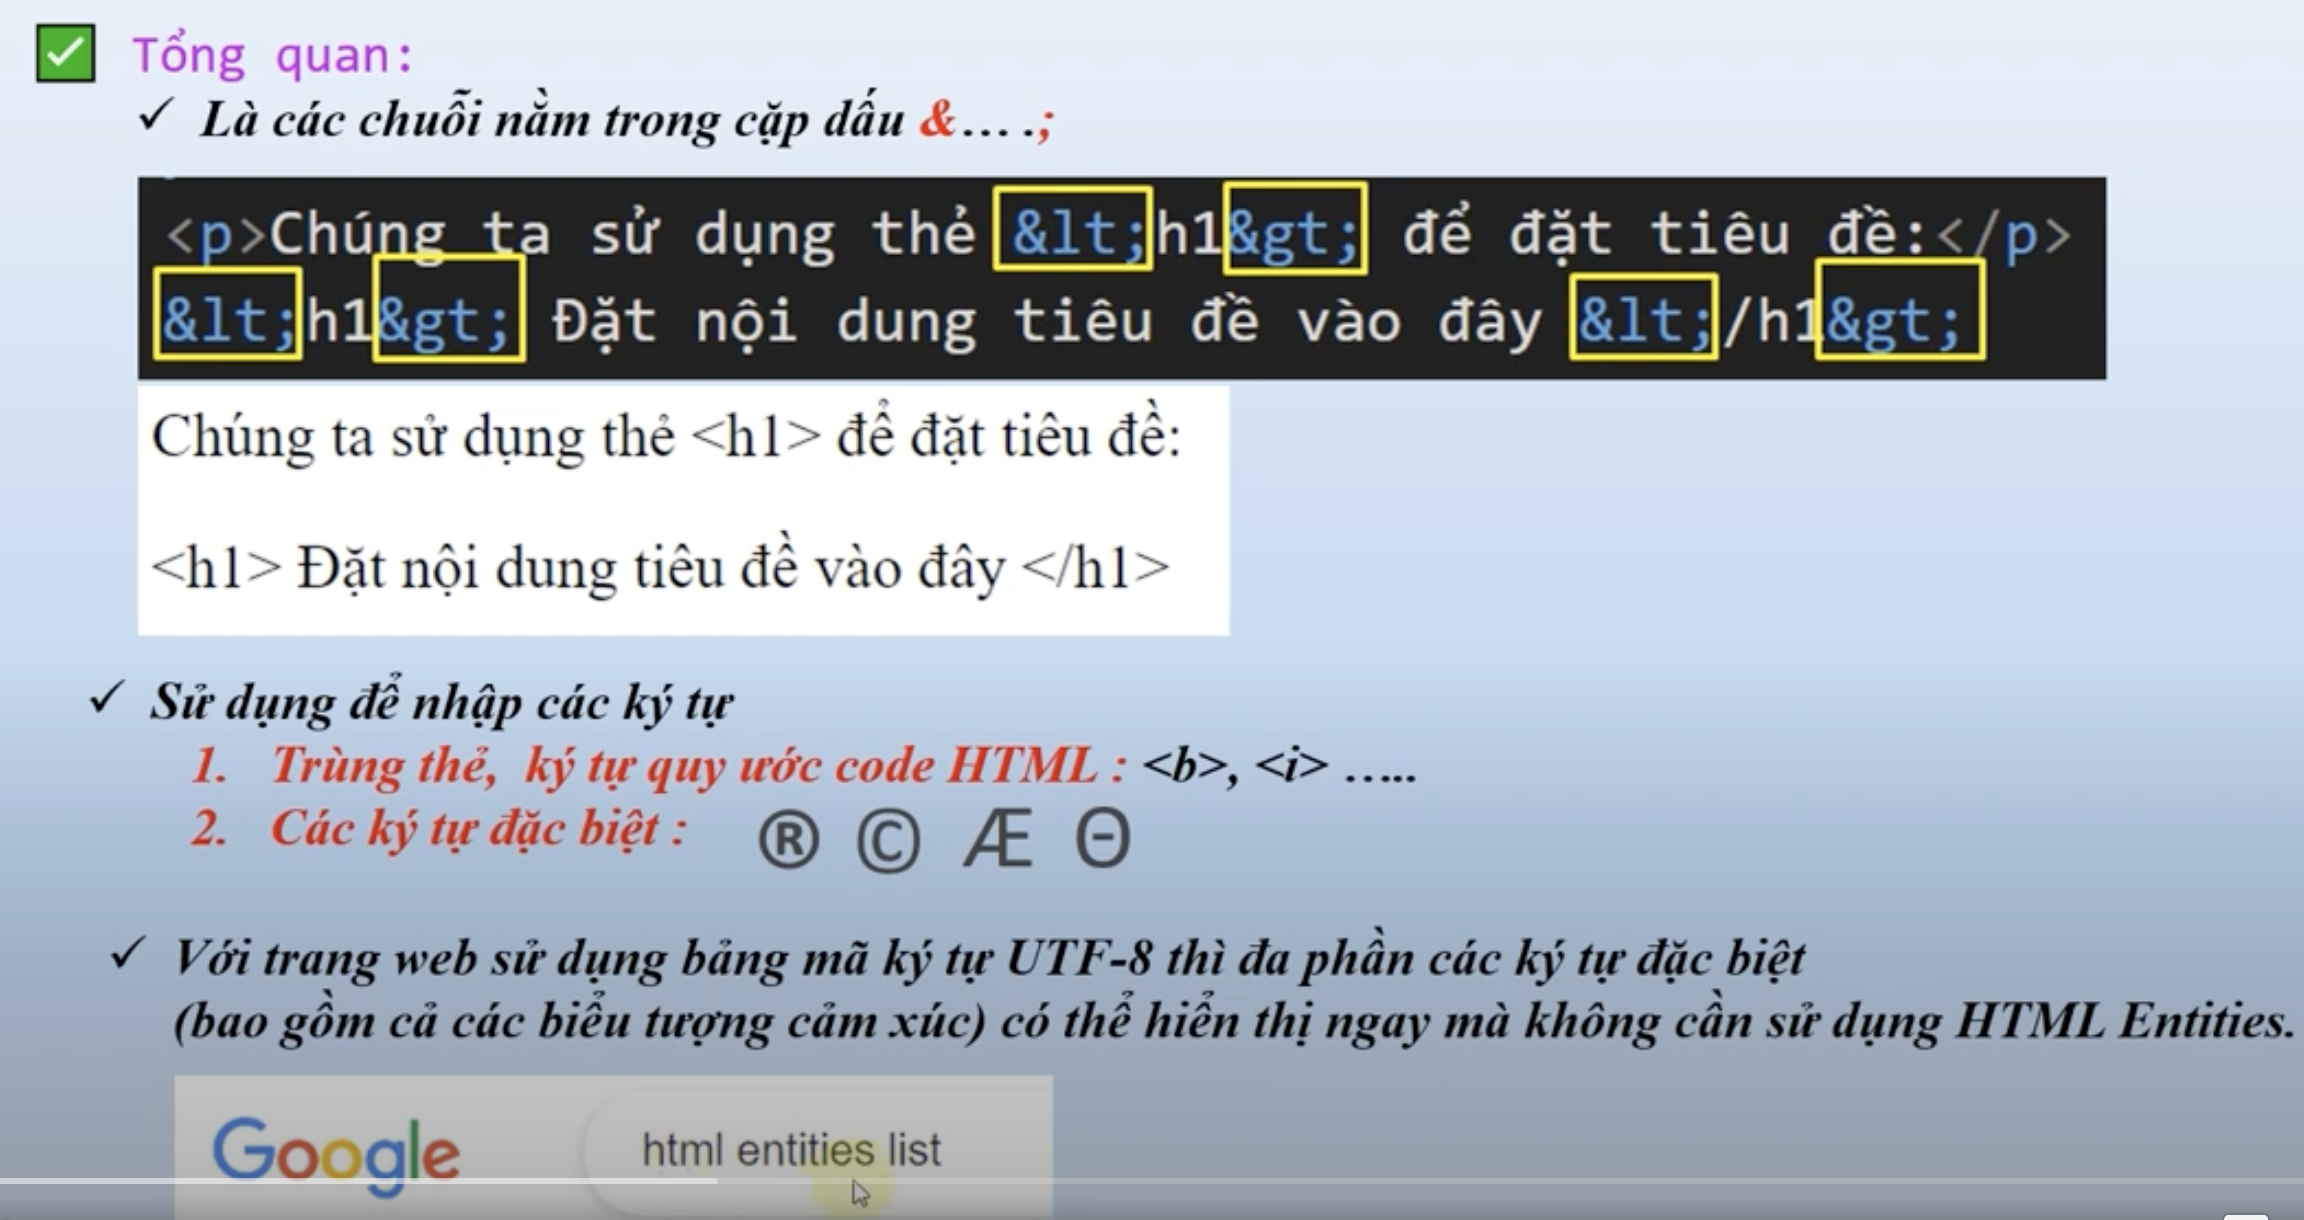 Tổng quan:
✓ Là các chuỗi nằm trong cặp dấu &... .;
<p>Chúng ta sử dụng thẻ &lt;h1&gt; để đặt tiêu đề:</p>
&lt;h1&gt; Đặt nội dung tiêu đề vào đây &lt;/h1&gt;
Chúng ta sử dụng thẻ <h1> để đặt tiêu đề:
<h1> Đặt nội dung tiêu đề vào đây </h1>
✓ Sử dụng để nhập các ký tự
1. Trùng thẻ, ký tự quy ước code HTML : <b>, <i> .....
2. Các ký tự đặc biệt : ® © Æ Θ
✓ Với trang web sử dụng bảng mã ký tự UTF-8 thì đa phần các ký tự đặc biệt
(bao gồm cả các biểu tượng cảm xúc) có thể hiển thị ngay mà không cần sử dụng HTML Entities.
Google html entities list